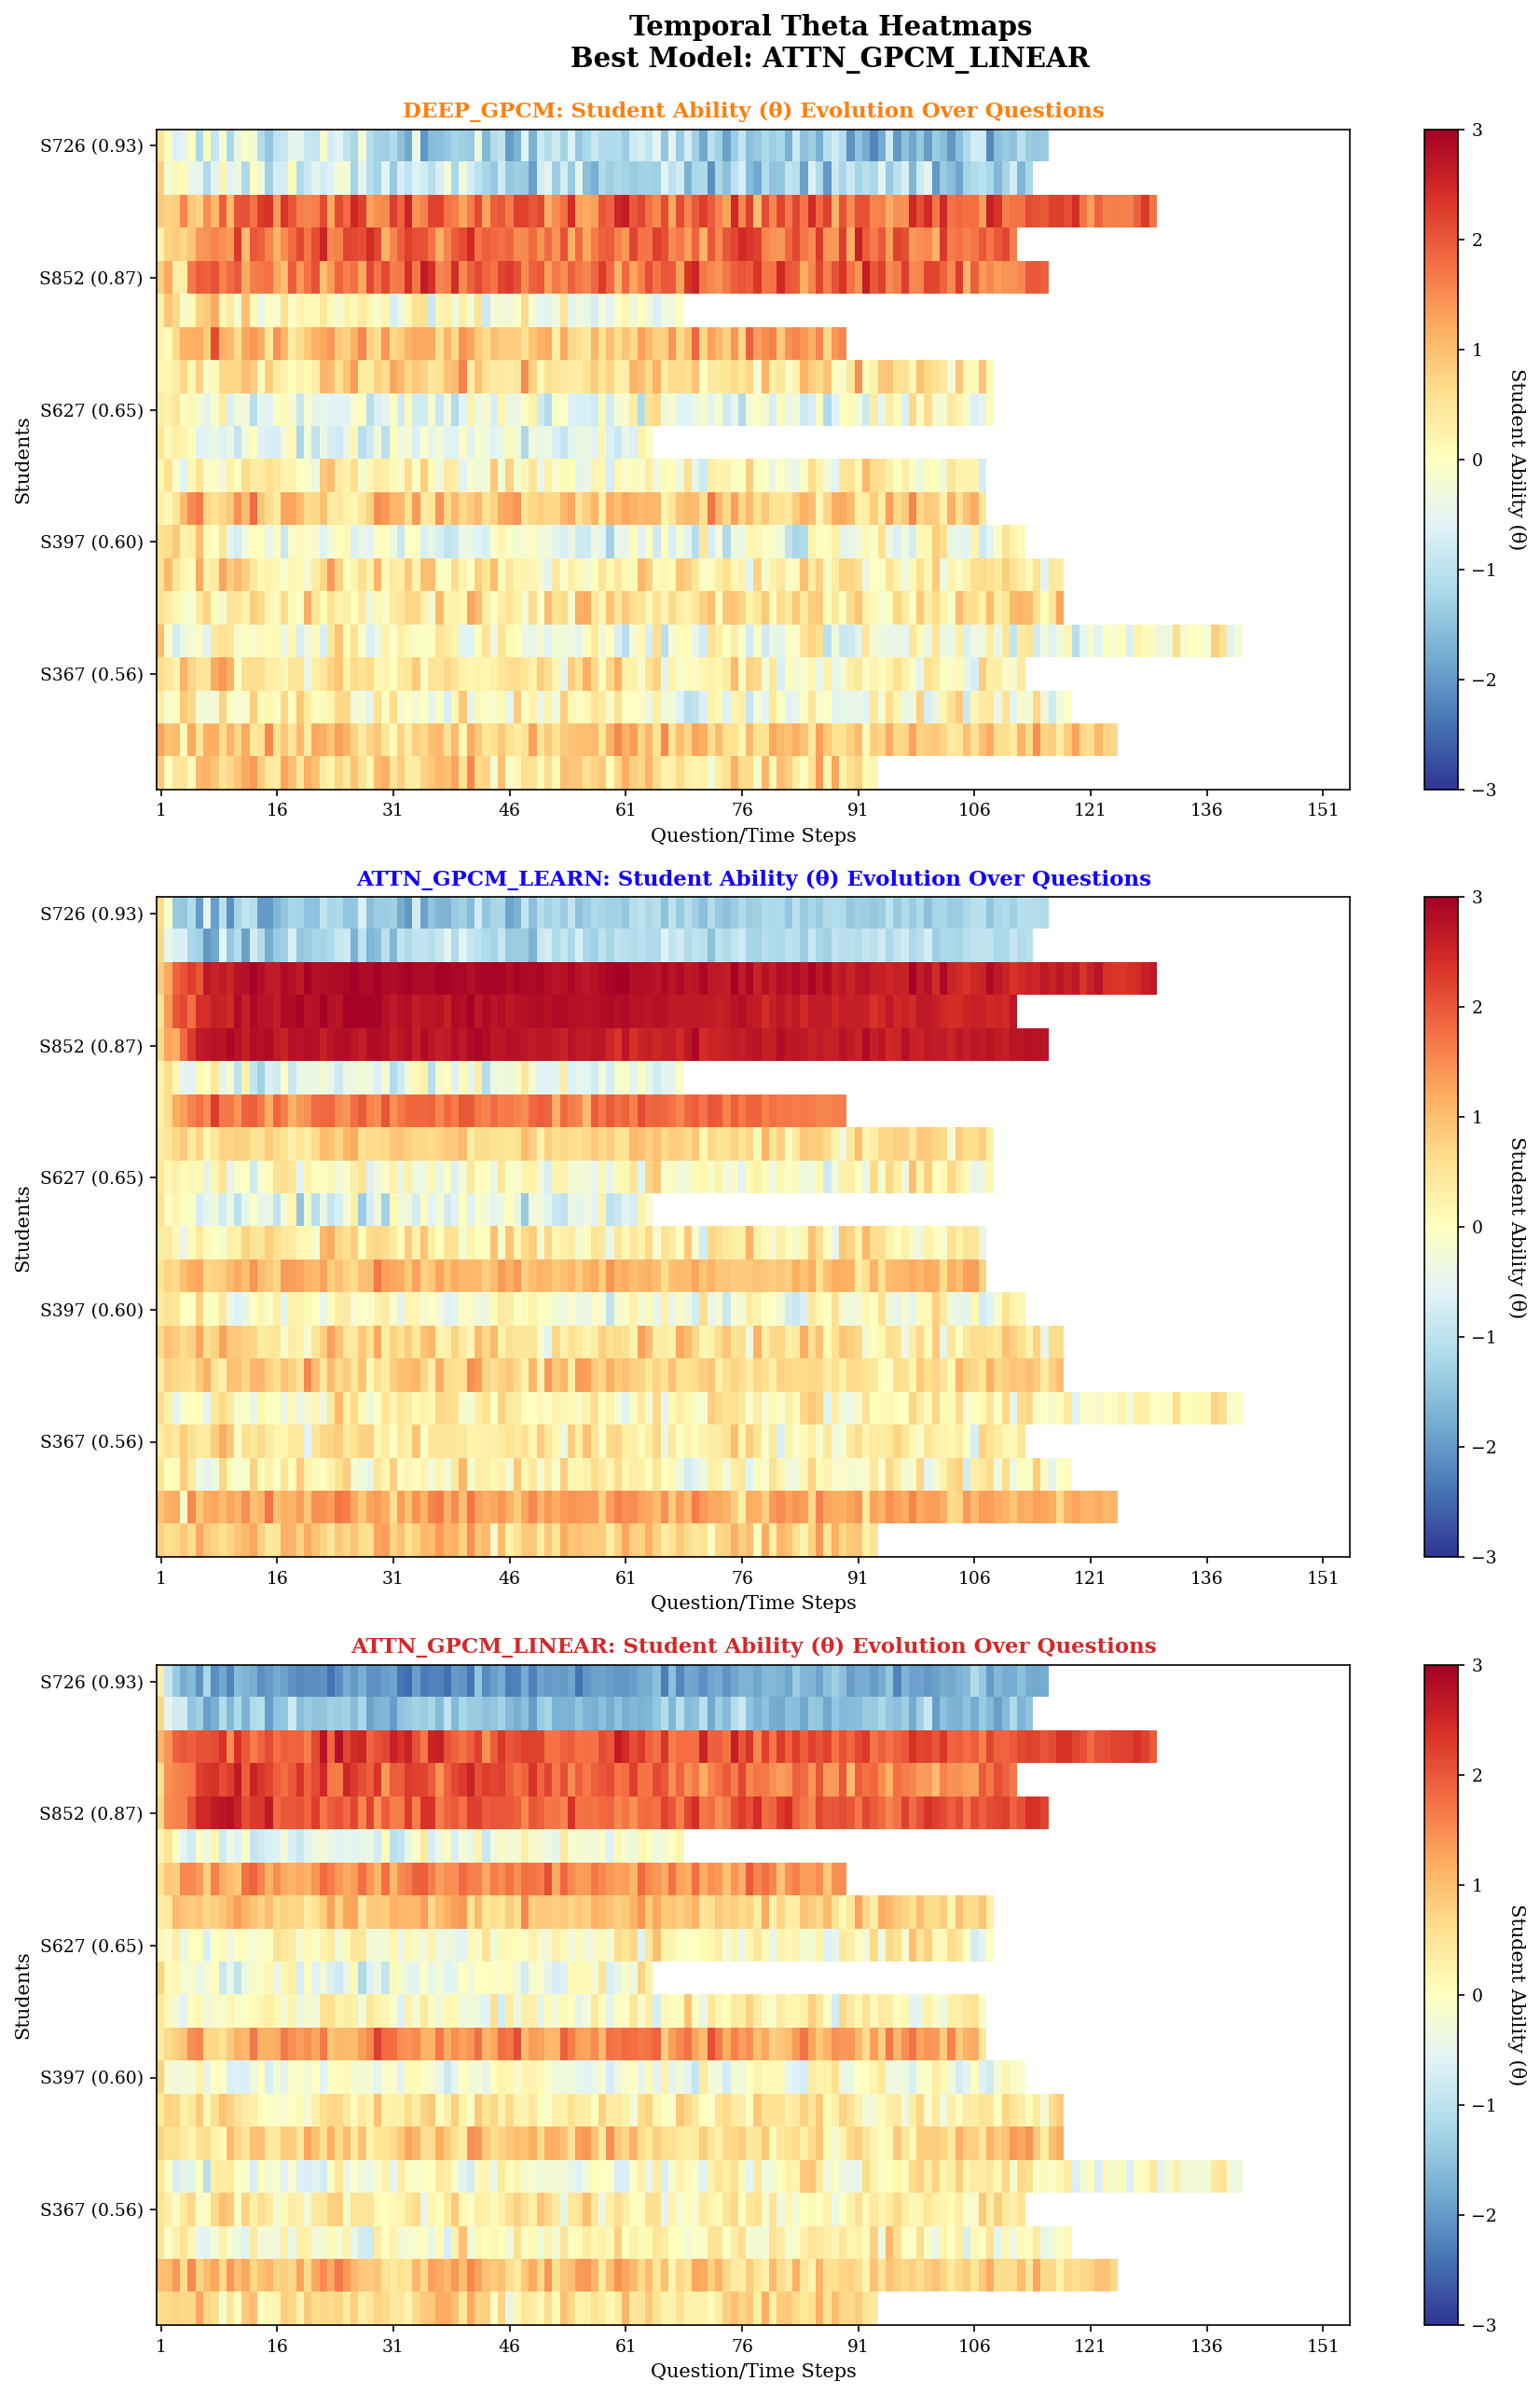 Temporal Theta Heatmaps
Best Model: ATTN_GPCM_LINEAR
DEEP_GPCM: Student Ability (θ) Evolution Over Questions
Students
S726 (0.93)
S852 (0.87)
S627 (0.65)
S397 (0.60)
S367 (0.56)
1 16 31 46 61 76 91 106 121 136 151
Question/Time Steps
3
2
1
0
−1
−2
−3
Student Ability (θ)
ATTN_GPCM_LEARN: Student Ability (θ) Evolution Over Questions
Students
S726 (0.93)
S852 (0.87)
S627 (0.65)
S397 (0.60)
S367 (0.56)
1 16 31 46 61 76 91 106 121 136 151
Question/Time Steps
3
2
1
0
−1
−2
−3
Student Ability (θ)
ATTN_GPCM_LINEAR: Student Ability (θ) Evolution Over Questions
Students
S726 (0.93)
S852 (0.87)
S627 (0.65)
S397 (0.60)
S367 (0.56)
1 16 31 46 61 76 91 106 121 136 151
Question/Time Steps
3
2
1
0
−1
−2
−3
Student Ability (θ)